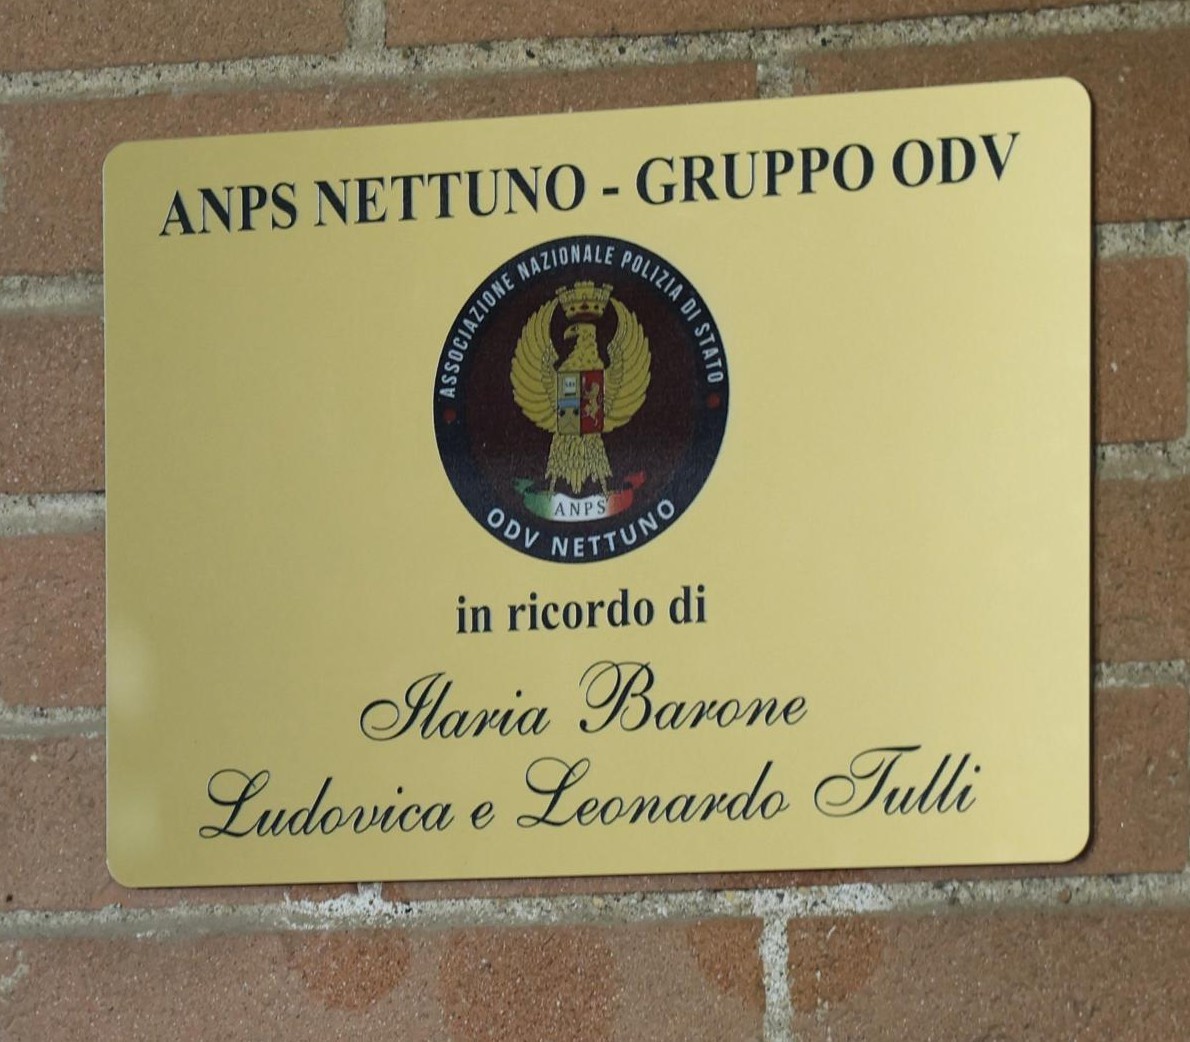 ANPS NETTUNO - GRUPPO ODV
ASSOCIAZIONE NAZIONALE POLIZIA DI STATO
ANPS
ODV NETTUNO
in ricordo di
Ilaria Barone
Ludovica e Leonardo Tulli